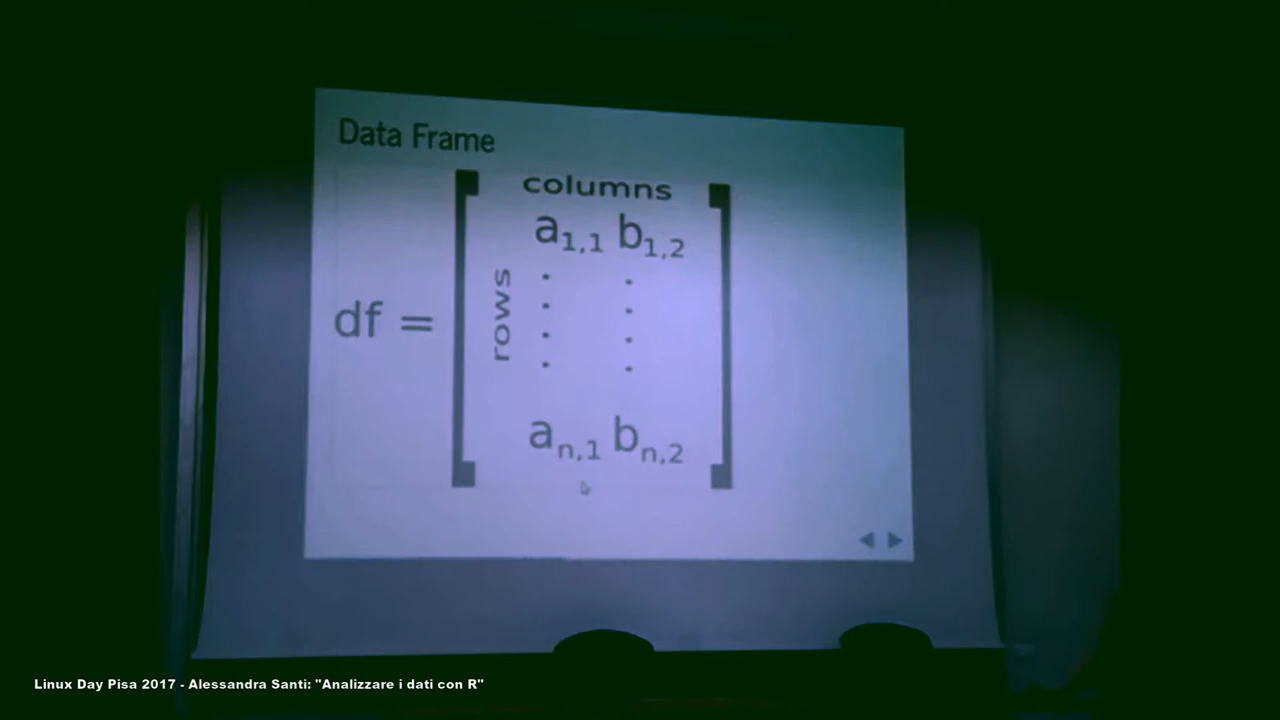 Data Frame
columns
a1,1 b1,2
rows
df =
an,1 bn,2
Linux Day Pisa 2017 - Alessandra Santi: "Analizzare i dati con R"